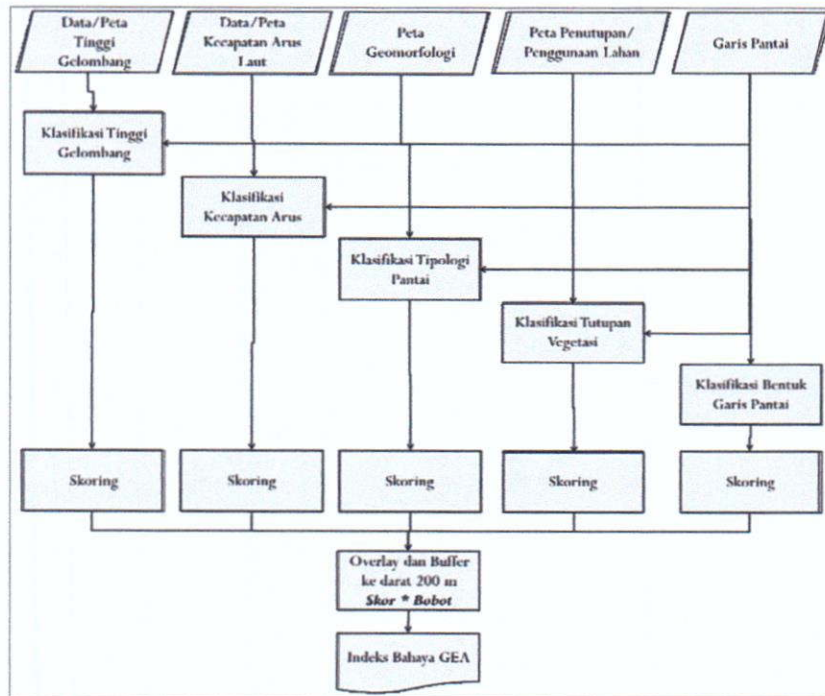 Data/Peta
Tinggi
Gelombang
Data/Peta
Kecapatan Arus
Laut
Peta
Geomorfologi
Peta Penutupan/
Penggunaan Lahan
Garis Pantai
Klasifikasi Tinggi
Gelombang
Klasifikasi
Kecapatan Arus
Klasifikasi Tipologi
Pantai
Klasifikasi Tutupan
Vegetasi
Klasifikasi Bentuk
Garis Pantai
Skoring
Skoring
Skoring
Skoring
Skoring
Overlay dan Buffer
ke darat 200 m
Skor * Bobot
Indeks Bahaya GEA